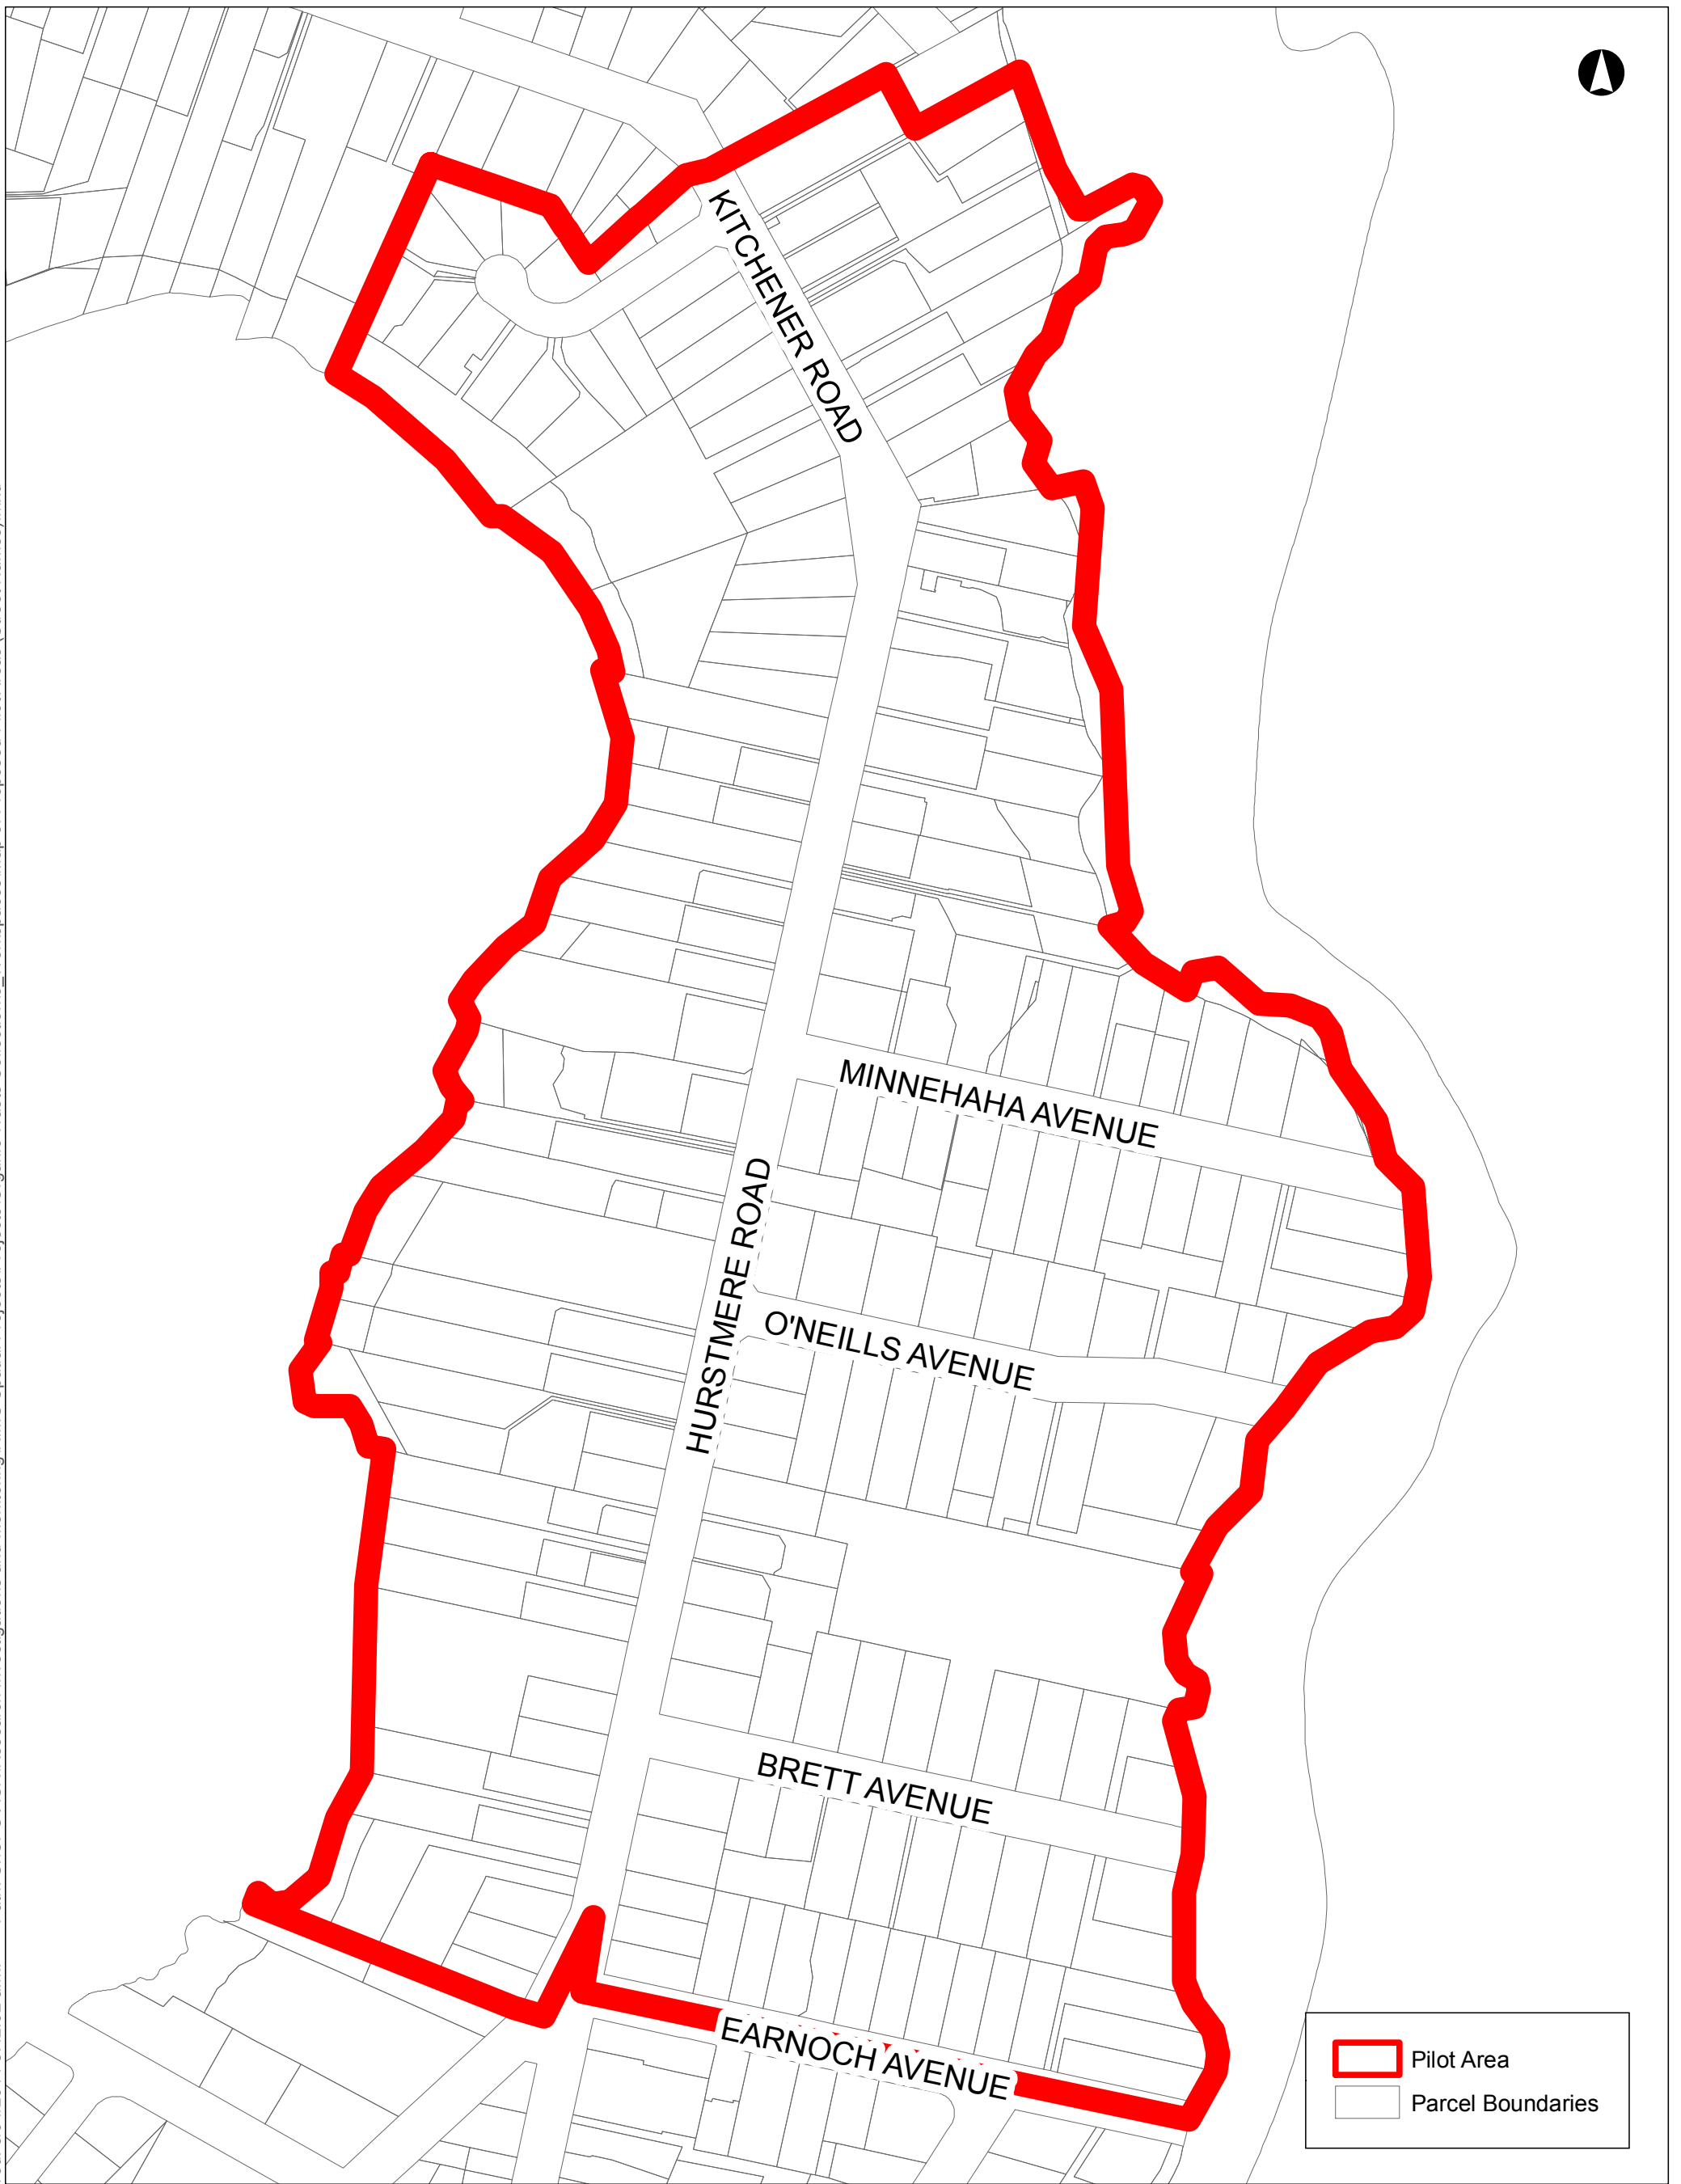 KITCHENER ROAD
MINNEHAHA AVENUE
HURSTMERE ROAD
O'NEILLS AVENUE
BRETT AVENUE
EARNOCH AVENUE
Pilot Area
Parcel Boundaries